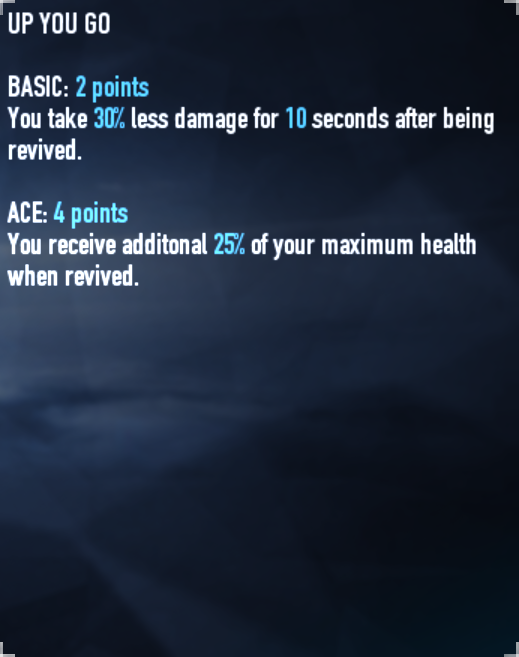 UP YOU GO
BASIC: 2 points
You take 30% less damage for 10 seconds after being
revived.
ACE: 4 points
You receive additonal 25% of your maximum health
when revived.